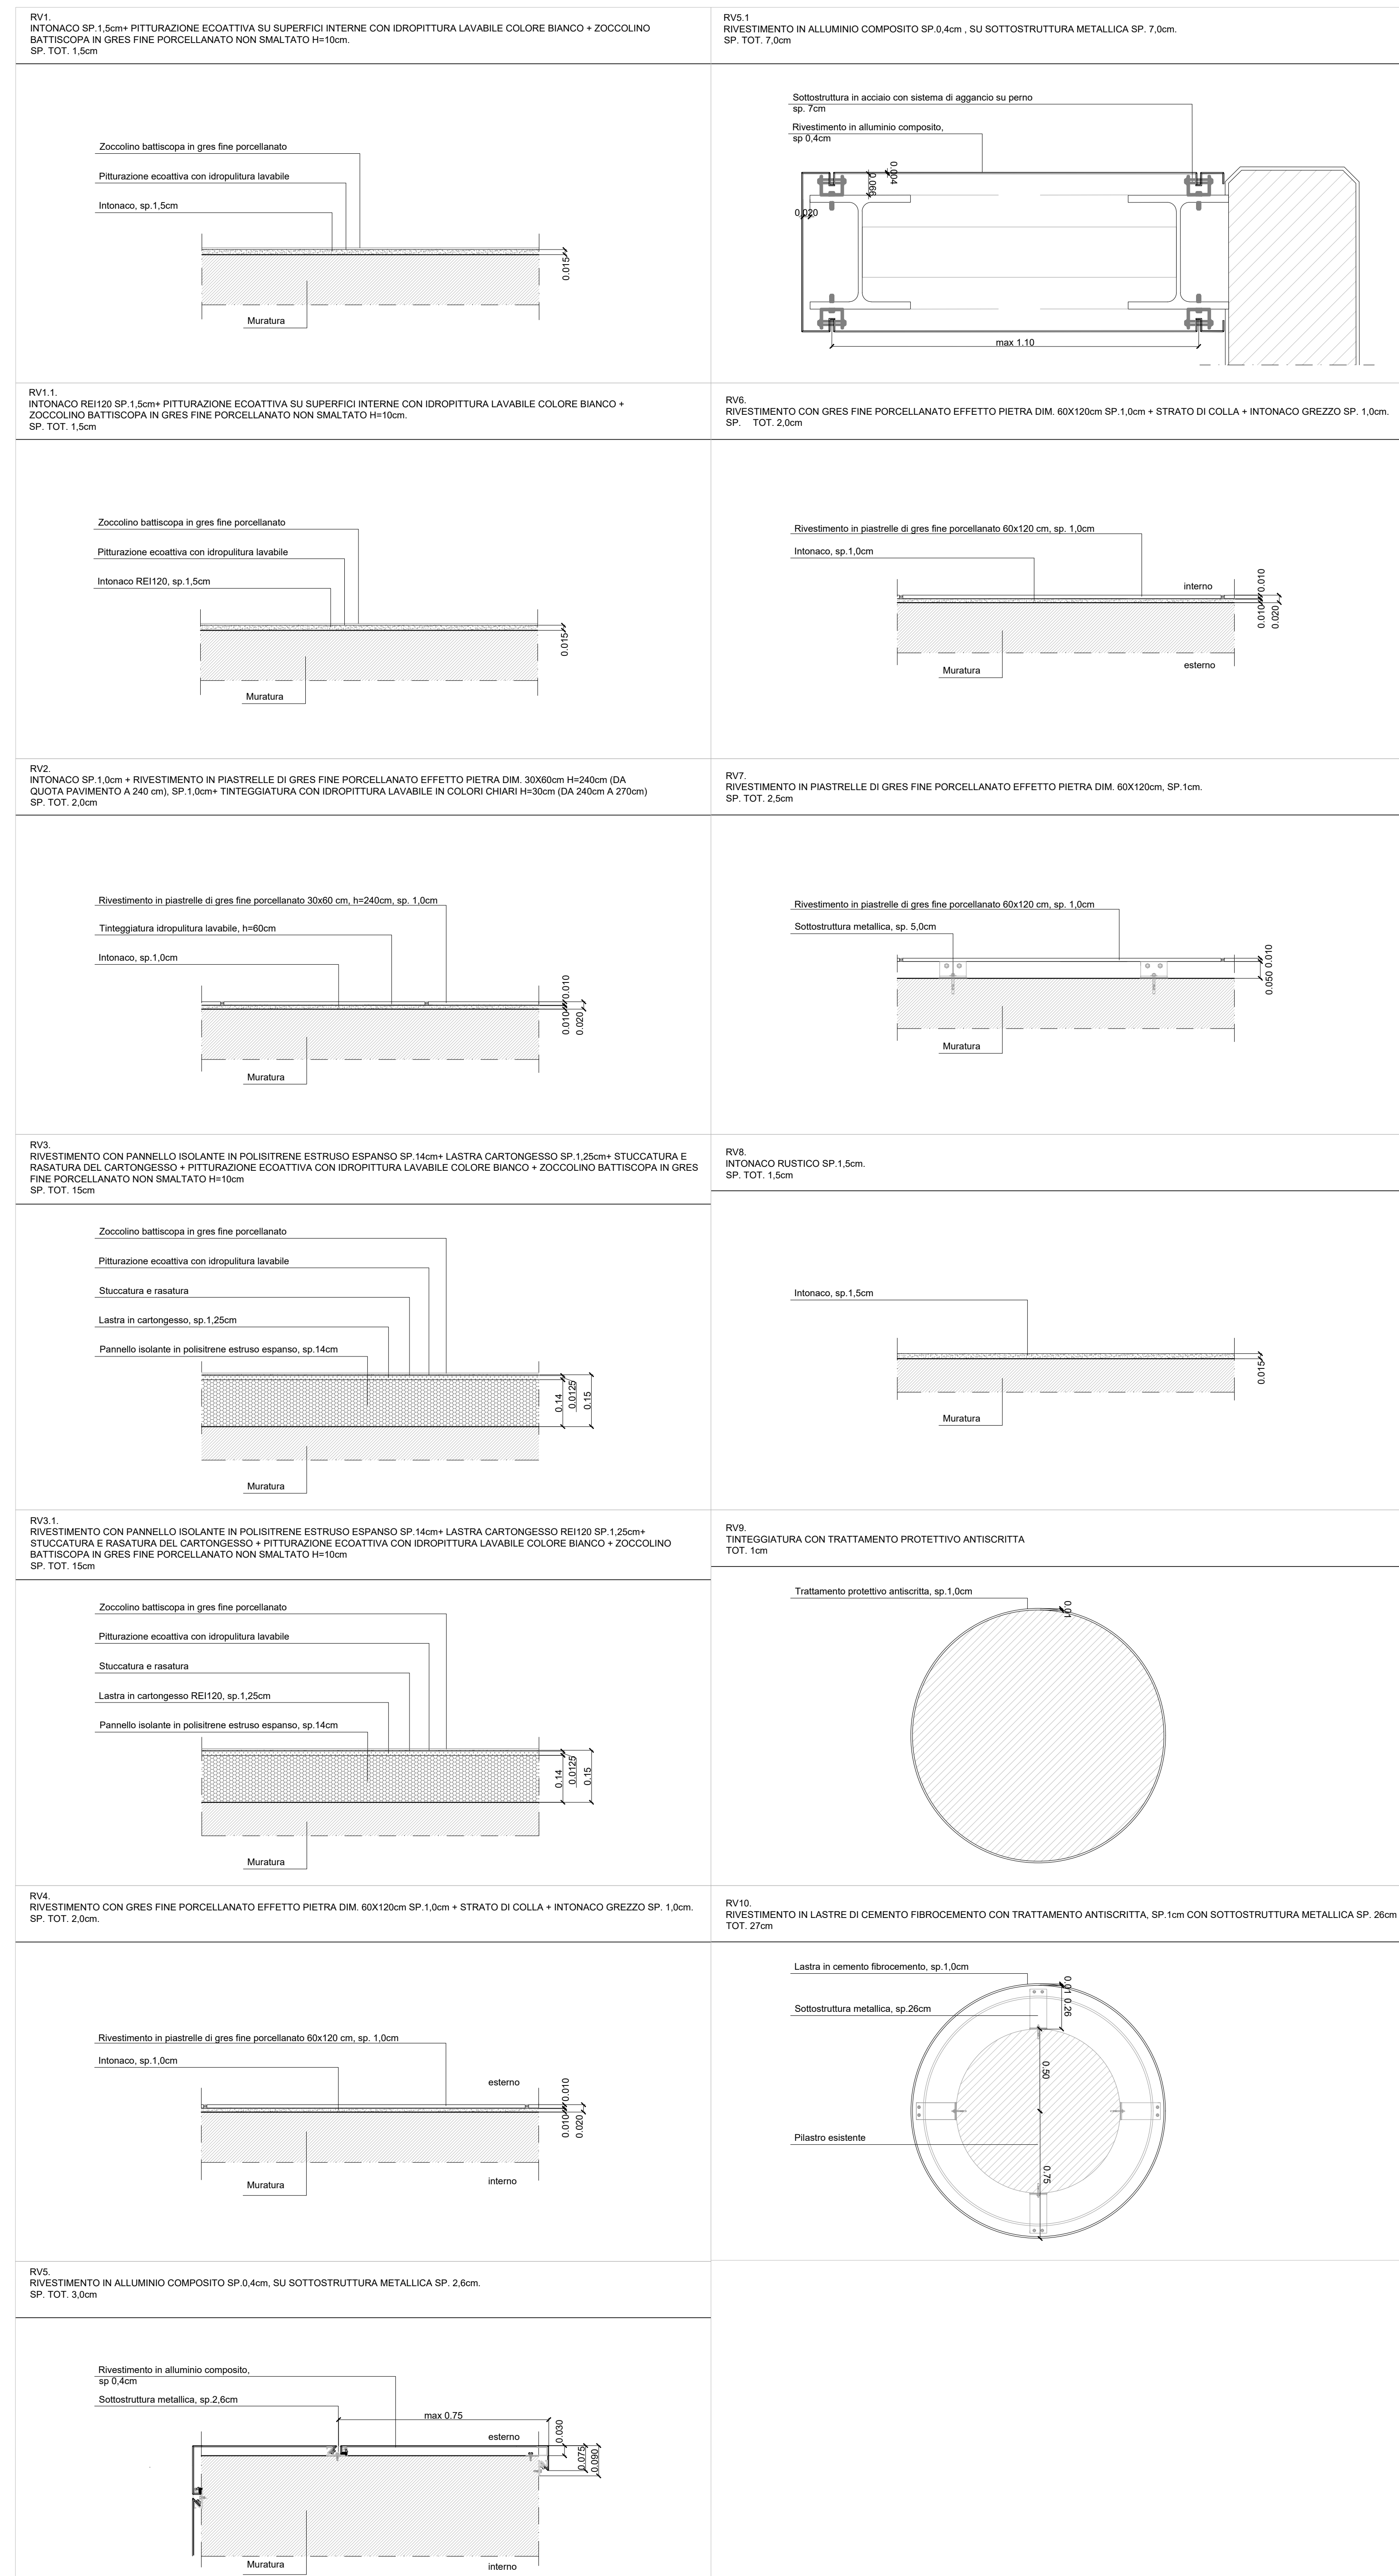 RV1.
INTONACO SP.1,5cm+ PITTURAZIONE ECOATTIVA SU SUPERFICI INTERNE CON IDROPITTURA LAVABILE COLORE BIANCO + ZOCCOLINO
BATTISCOPA IN GRES FINE PORCELLANATO NON SMALTATO H=10cm.
SP. TOT. 1,5cm
Zoccolino battiscopa in gres fine porcellanato
Pitturazione ecoattiva con idropulitura lavabile
Intonaco, sp.1,5cm
0.015
Muratura
RV1.1.
INTONACO REI120 SP.1,5cm+ PITTURAZIONE ECOATTIVA SU SUPERFICI INTERNE CON IDROPITTURA LAVABILE COLORE BIANCO +
ZOCCOLINO BATTISCOPA IN GRES FINE PORCELLANATO NON SMALTATO H=10cm.
SP. TOT. 1,5cm
Zoccolino battiscopa in gres fine porcellanato
Pitturazione ecoattiva con idropulitura lavabile
Intonaco REI120, sp.1,5cm
0.015
Muratura
RV2.
INTONACO SP.1,0cm + RIVESTIMENTO IN PIASTRELLE DI GRES FINE PORCELLANATO EFFETTO PIETRA DIM. 30X60cm H=240cm (DA
QUOTA PAVIMENTO A 240 cm), SP.1,0cm+ TINTEGGIATURA CON IDROPITTURA LAVABILE IN COLORI CHIARI H=30cm (DA 240cm A 270cm)
SP. TOT. 2,0cm
Rivestimento in piastrelle di gres fine porcellanato 30x60 cm, h=240cm, sp. 1,0cm
Tinteggiatura idropulitura lavabile, h=60cm
Intonaco, sp.1,0cm
0.010
0.010
0.020
Muratura
RV3.
RIVESTIMENTO CON PANNELLO ISOLANTE IN POLISITRENE ESTRUSO ESPANSO SP.14cm+ LASTRA CARTONGESSO SP.1,25cm+ STUCCATURA E
RASATURA DEL CARTONGESSO + PITTURAZIONE ECOATTIVA CON IDROPITTURA LAVABILE COLORE BIANCO + ZOCCOLINO BATTISCOPA IN GRES
FINE PORCELLANATO NON SMALTATO H=10cm
SP. TOT. 15cm
Zoccolino battiscopa in gres fine porcellanato
Pitturazione ecoattiva con idropulitura lavabile
Stuccatura e rasatura
Lastra in cartongesso, sp.1,25cm
Pannello isolante in polisitrene estruso espanso, sp.14cm
0.14
0.0125
0.15
Muratura
RV3.1.
RIVESTIMENTO CON PANNELLO ISOLANTE IN POLISITRENE ESTRUSO ESPANSO SP.14cm+ LASTRA CARTONGESSO REI120 SP.1,25cm+
STUCCATURA E RASATURA DEL CARTONGESSO + PITTURAZIONE ECOATTIVA CON IDROPITTURA LAVABILE COLORE BIANCO + ZOCCOLINO
BATTISCOPA IN GRES FINE PORCELLANATO NON SMALTATO H=10cm
SP. TOT. 15cm
Zoccolino battiscopa in gres fine porcellanato
Pitturazione ecoattiva con idropulitura lavabile
Stuccatura e rasatura
Lastra in cartongesso REI120, sp.1,25cm
Pannello isolante in polisitrene estruso espanso, sp.14cm
0.14
0.0125
0.15
Muratura
RV4.
RIVESTIMENTO CON GRES FINE PORCELLANATO EFFETTO PIETRA DIM. 60X120cm SP.1,0cm + STRATO DI COLLA + INTONACO GREZZO SP. 1,0cm.
SP. TOT. 2,0cm.
Rivestimento in piastrelle di gres fine porcellanato 60x120 cm, sp. 1,0cm
Intonaco, sp.1,0cm
esterno
0.010
0.010
0.020
interno
Muratura
RV5.
RIVESTIMENTO IN ALLUMINIO COMPOSITO SP.0,4cm, SU SOTTOSTRUTTURA METALLICA SP. 2,6cm.
SP. TOT. 3,0cm
Rivestimento in alluminio composito,
sp 0,4cm
Sottostruttura metallica, sp.2,6cm
max 0.75
esterno
0.030
0.075
0.090
Muratura
interno
RV5.1
RIVESTIMENTO IN ALLUMINIO COMPOSITO SP.0,4cm , SU SOTTOSTRUTTURA METALLICA SP. 7,0cm.
SP. TOT. 7,0cm
Sottostruttura in acciaio con sistema di aggancio su perno
sp. 7cm
Rivestimento in alluminio composito,
sp 0,4cm
0.004
0.066
0.020
max 1.10
RV6.
RIVESTIMENTO CON GRES FINE PORCELLANATO EFFETTO PIETRA DIM. 60X120cm SP.1,0cm + STRATO DI COLLA + INTONACO GREZZO SP. 1,0cm.
SP. TOT. 2,0cm
Rivestimento in piastrelle di gres fine porcellanato 60x120 cm, sp. 1,0cm
Intonaco, sp.1,0cm
interno
0.010
0.010
0.020
esterno
Muratura
RV7.
RIVESTIMENTO IN PIASTRELLE DI GRES FINE PORCELLANATO EFFETTO PIETRA DIM. 60X120cm, SP.1cm.
SP. TOT. 2,5cm
Rivestimento in piastrelle di gres fine porcellanato 60x120 cm, sp. 1,0cm
Sottostruttura metallica, sp. 5,0cm
0.010
0.050
Muratura
RV8.
INTONACO RUSTICO SP.1,5cm.
SP. TOT. 1,5cm
Intonaco, sp.1,5cm
0.015
Muratura
RV9.
TINTEGGIATURA CON TRATTAMENTO PROTETTIVO ANTISCRITTA
TOT. 1cm
Trattamento protettivo antiscritta, sp.1,0cm
0.01
RV10.
RIVESTIMENTO IN LASTRE DI CEMENTO FIBROCEMENTO CON TRATTAMENTO ANTISCRITTA, SP.1cm CON SOTTOSTRUTTURA METALLICA SP. 26cm
TOT. 27cm
Lastra in cemento fibrocemento, sp.1,0cm
0.01
0.26
Sottostruttura metallica, sp.26cm
0.50
Pilastro esistente
0.75